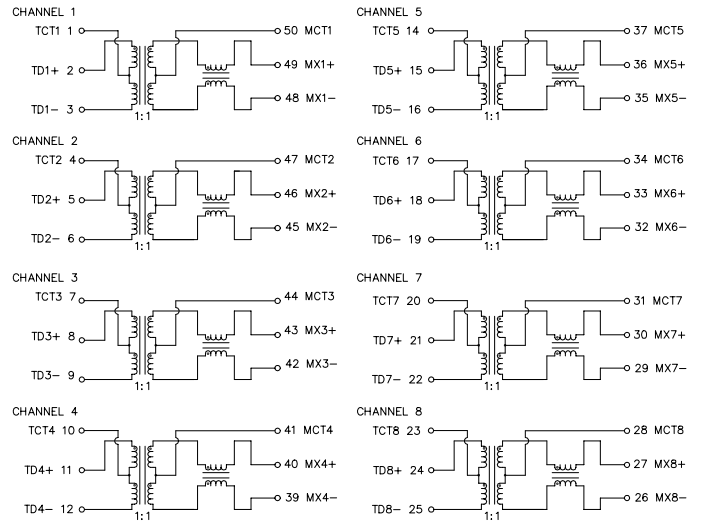 CHANNEL 1
TCT1 1
50 MCT1
TD1+ 2
49 MX1+
48 MX1−
TD1− 3
1:1
CHANNEL 2
TCT2 4
47 MCT2
TD2+ 5
46 MX2+
45 MX2−
TD2− 6
1:1
CHANNEL 3
TCT3 7
44 MCT3
TD3+ 8
43 MX3+
42 MX3−
TD3− 9
1:1
CHANNEL 4
TCT4 10
41 MCT4
TD4+ 11
40 MX4+
39 MX4−
TD4− 12
1:1
CHANNEL 5
TCT5 14
37 MCT5
TD5+ 15
36 MX5+
35 MX5−
TD5− 16
1:1
CHANNEL 6
TCT6 17
34 MCT6
TD6+ 18
33 MX6+
32 MX6−
TD6− 19
1:1
CHANNEL 7
TCT7 20
31 MCT7
TD7+ 21
30 MX7+
29 MX7−
TD7− 22
1:1
CHANNEL 8
TCT8 23
28 MCT8
TD8+ 24
27 MX8+
26 MX8−
TD8− 25
1:1